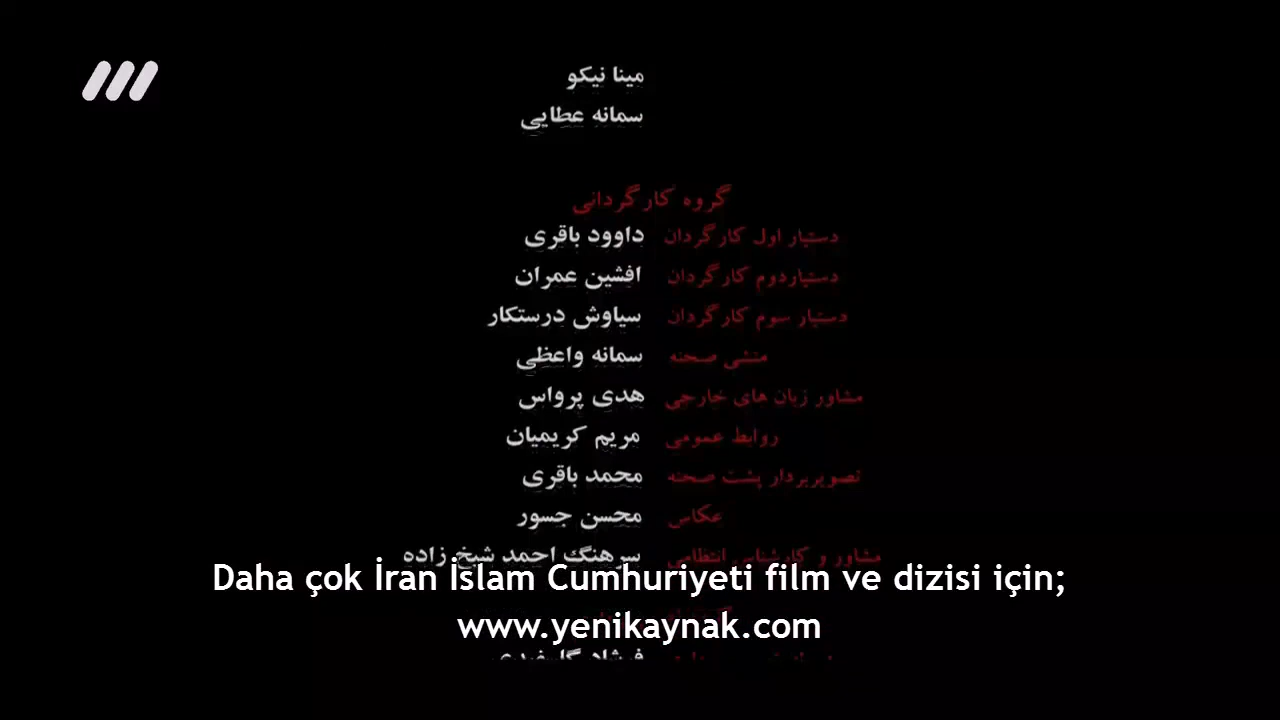 مینا نیکو
سمانه عطایی
گروه کارگردانی
دستیار اول کارگردان داوود باقری
دستیاردوم کارگردان افشین عمران
دستیار سوم کارگردان سیاوش درستکار
منشی صحنه سمانه واعظی
مشاور زبان های خارجی هدی پرواس
روابط عمومی مریم کریمیان
تصویربردار پشت صحنه محمد باقری
عکاس محسن جسور
مشاور و کارشناس انتظامی سرهنگ احمد شیخ زاده
Daha çok İran İslam Cumhuriyeti film ve dizisi için;
www.yenikaynak.com